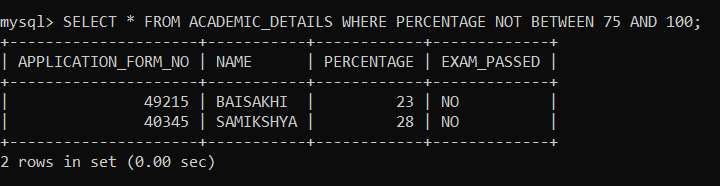 mysql> SELECT * FROM ACADEMIC_DETAILS WHERE PERCENTAGE NOT BETWEEN 75 AND 100;
+---------------------+-----------+------------+-------------+
| APPLICATION_FORM_NO | NAME      | PERCENTAGE | EXAM_PASSED |
+---------------------+-----------+------------+-------------+
|               49215 | BAISAKHI  |         23 | NO          |
|               40345 | SAMIKSHYA |         28 | NO          |
+---------------------+-----------+------------+-------------+
2 rows in set (0.00 sec)